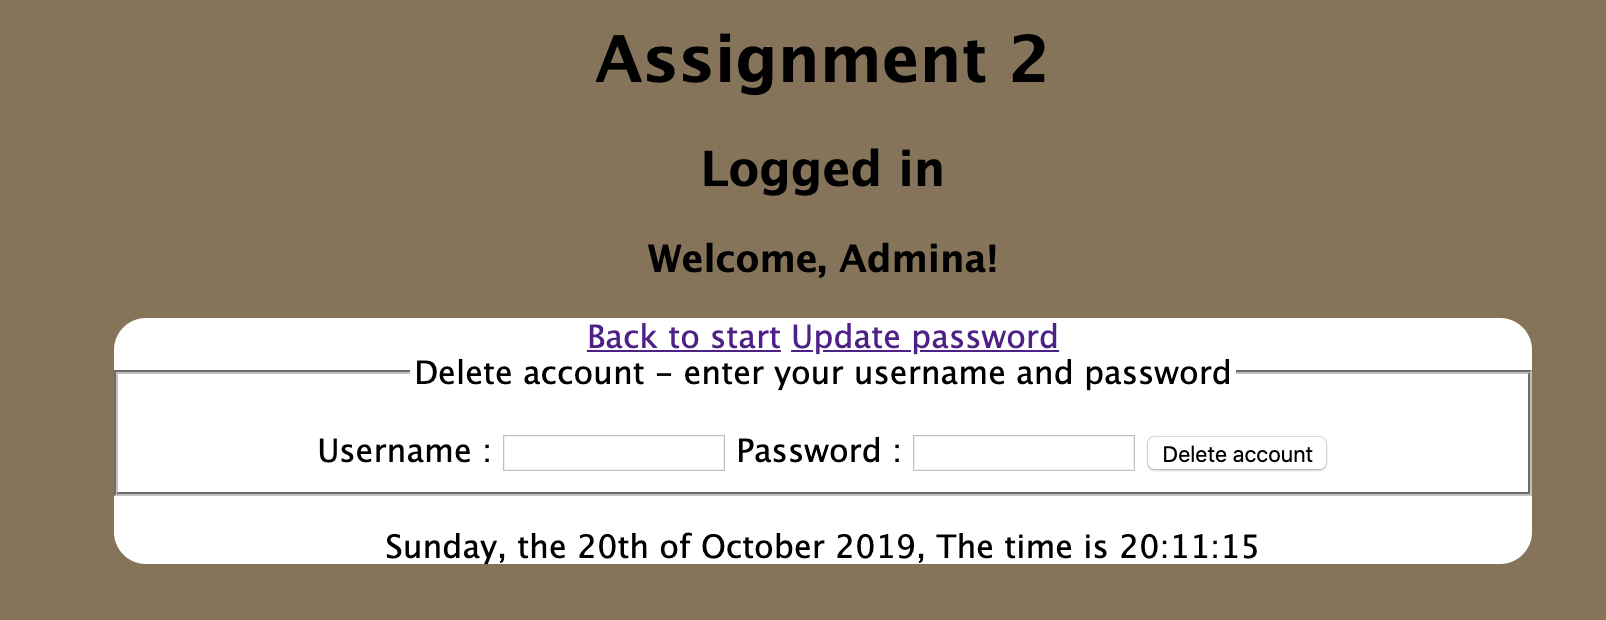 Assignment 2
Logged in
Welcome, Admina!
Back to start Update password
Delete account - enter your username and password
Username : Password : Delete account
Sunday, the 20th of October 2019, The time is 20:11:15